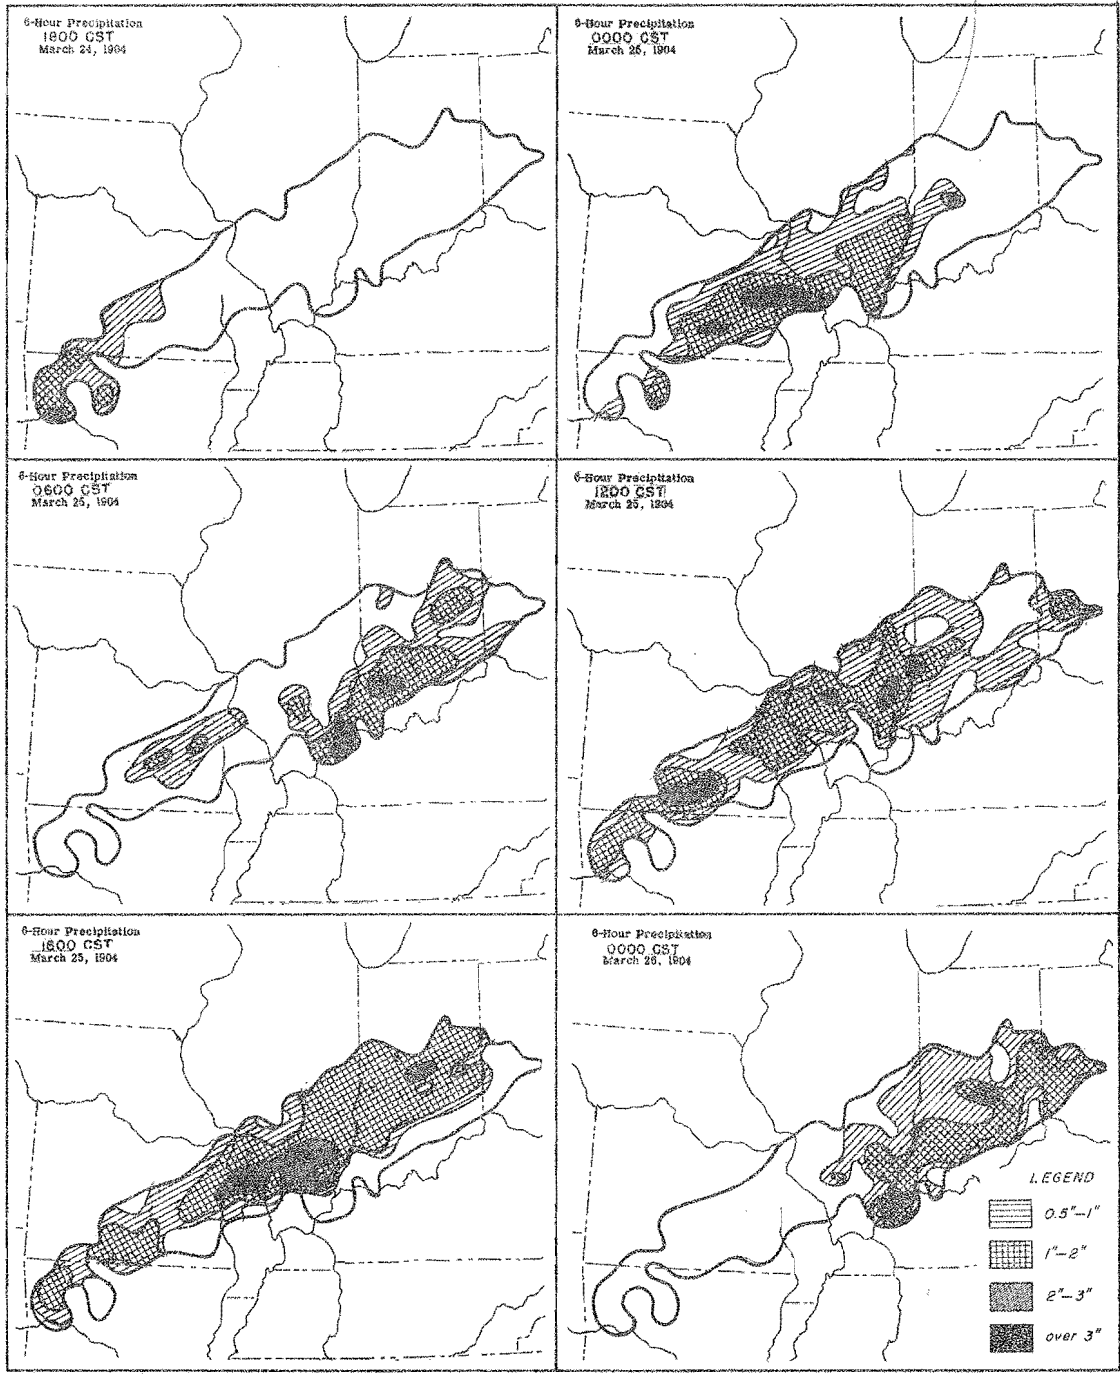 6-Hour Precipitation
1800 CST
March 24, 1904
6-Hour Precipitation
0000 CST
March 25, 1904
6-Hour Precipitation
0600 CST
March 25, 1904
6-Hour Precipitation
1200 CST
March 25, 1904
6-Hour Precipitation
1800 CST
March 25, 1904
6-Hour Precipitation
0000 CST
March 26, 1904
LEGEND
0.5"–1"
1"–2"
2"–3"
over 3"